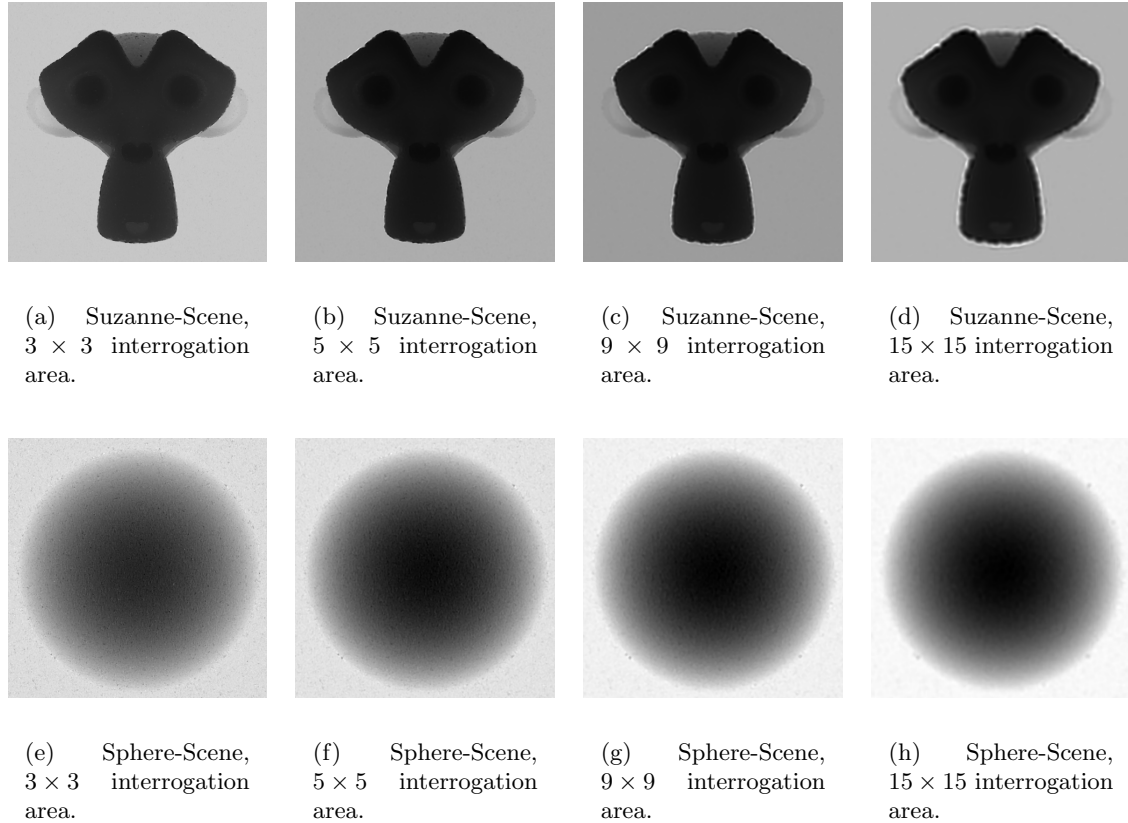 (a) Suzanne-Scene,
3 × 3 interrogation
area.
(b) Suzanne-Scene,
5 × 5 interrogation
area.
(c) Suzanne-Scene,
9 × 9 interrogation
area.
(d) Suzanne-Scene,
15 × 15 interrogation
area.
(e) Sphere-Scene,
3 × 3 interrogation
area.
(f) Sphere-Scene,
5 × 5 interrogation
area.
(g) Sphere-Scene,
9 × 9 interrogation
area.
(h) Sphere-Scene,
15 × 15 interrogation
area.